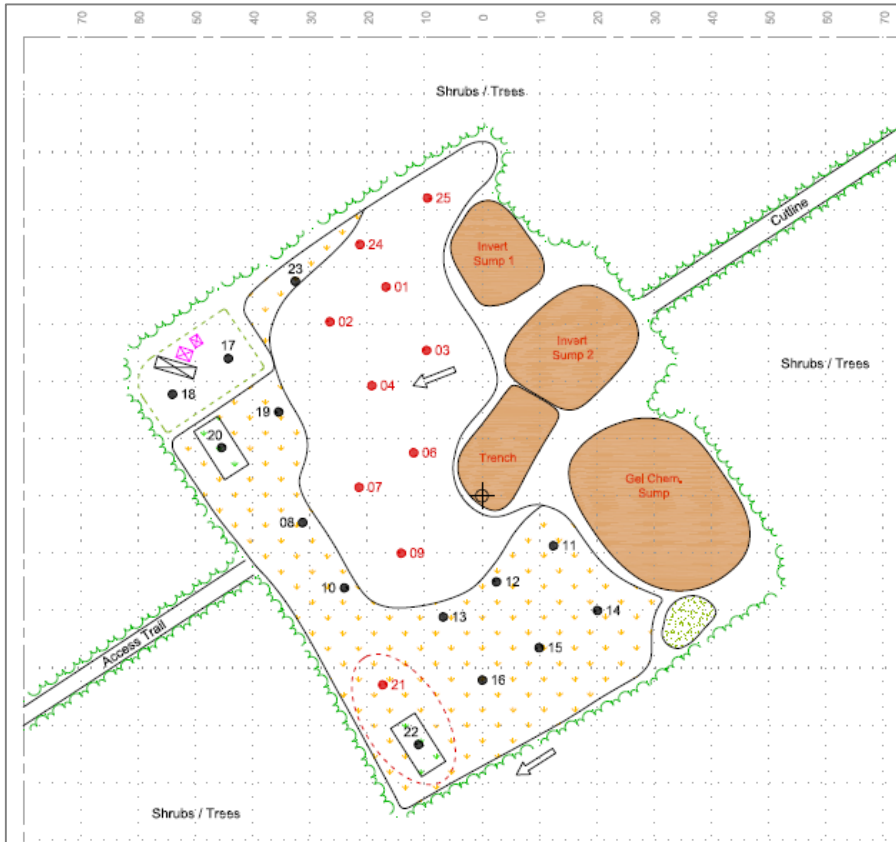 70 60 50 40 30 20 10 0 10 20 30 40 50 60 70
Shrubs / Trees
25
Cutline
24
Invert
Sump 1
23
01
02
Invert
Sump 2
03
17
Shrubs / Trees
04
18
19
20
06
Trench
Gel Chem.
Sump
07
08
11
09
12
10
14
13
Access Trail
15
16
21
22
Shrubs / Trees